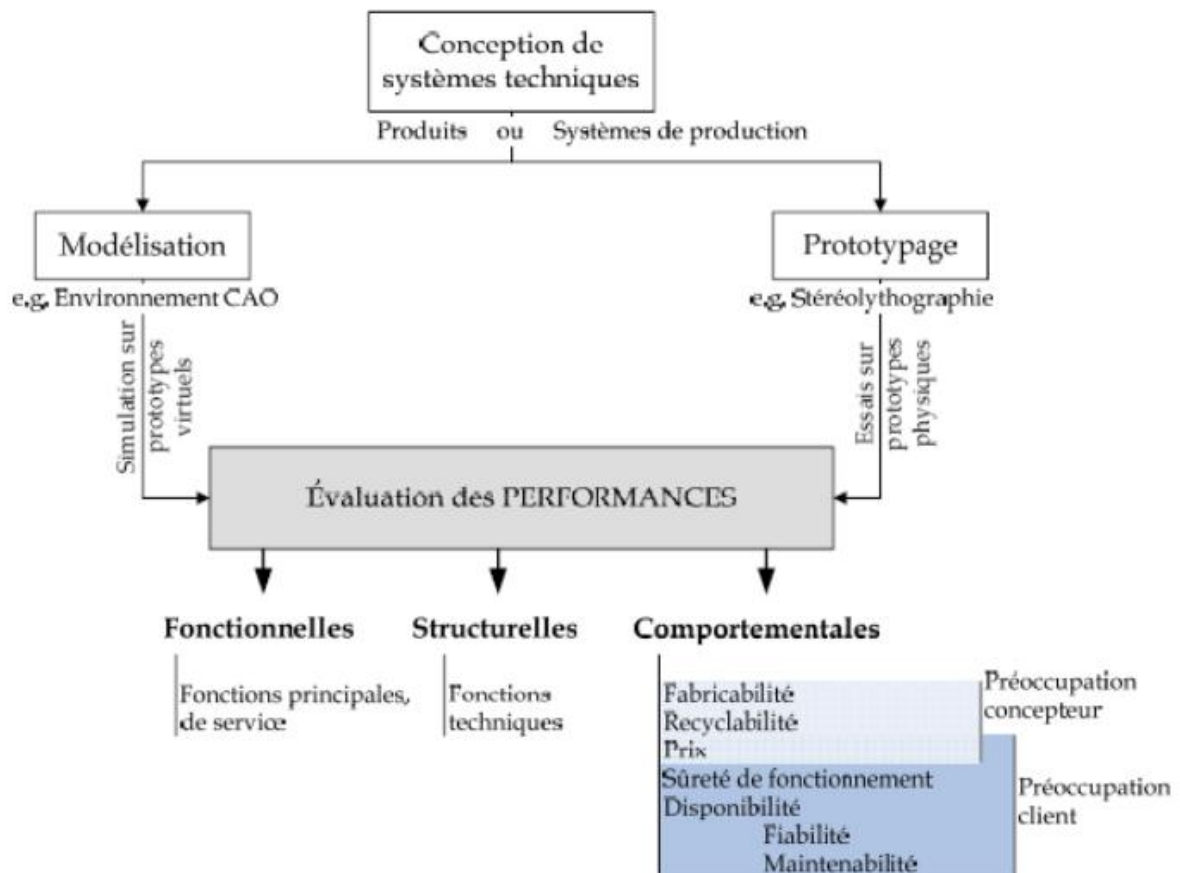 Conception de
systèmes techniques
Produits ou Systèmes de production
Modélisation
Prototypage
e.g. Environnement CAO
e.g. Stéréolythographie
Simulation sur
prototypes
virtuels
Essais sur
prototypes
physiques
Évaluation des PERFORMANCES
Fonctionnelles
Structurelles
Comportementales
Fonctions principales,
de service
Fonctions
techniques
Fabricabilité
Recyclabilité
Prix
Préoccupation
concepteur
Sûreté de fonctionnement
Disponibilité
Fiabilité
Maintenabilité
Préoccupation
client